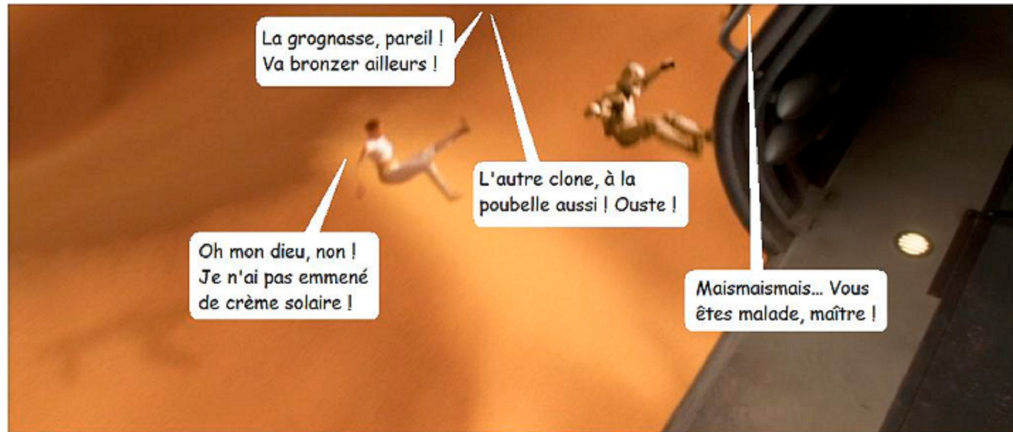 La grognasse, pareil !
Va bronzer ailleurs !
L'autre clone, à la
poubelle aussi ! Ouste !
Oh mon dieu, non !
Je n'ai pas emmené
de crème solaire !
Maismaismais... Vous
êtes malade, maître !